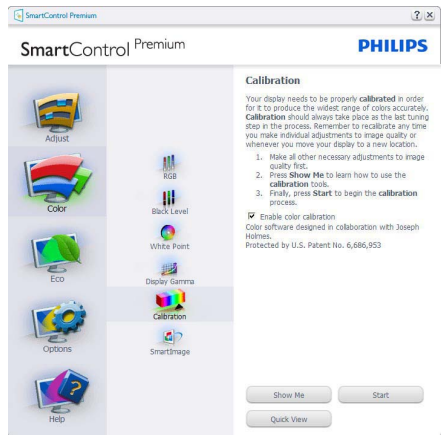 SmartControl Premium
SmartControl Premium
PHILIPS
Adjust
Color
Eco
Options
Help
RGB
Black Level
White Point
Display Gamma
Calibration
SmartImage
Calibration
Your display needs to be properly calibrated in order
for it to produce the widest range of colors accurately.
Calibration should always take place as the last tuning
step in the process. Remember to recalibrate any time
you make individual adjustments to image quality or
whenever you move your display to a new location.
1. Make all other necessary adjustments to image
quality first.
2. Press Show Me to learn how to use the
calibration tools.
3. Finally, press Start to begin the calibration
process.
Enable color calibration
Color software designed in collaboration with Joseph
Holmes.
Protected by U.S. Patent No. 6,686,953
Show Me
Start
Quick View